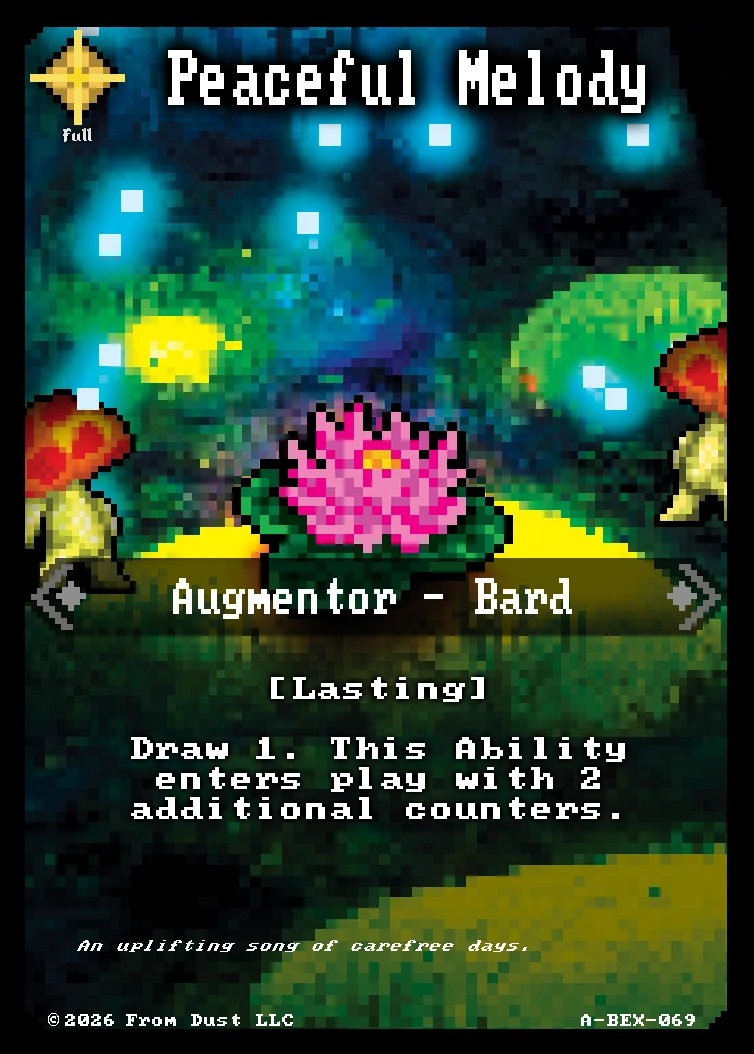 Peaceful Melody
Full
Augmentor - Bard
[Lasting]
Draw 1. This Ability
enters play with 2
additional counters.
An uplifting song of carefree days.
©2026 From Dust LLC
A-BEX-069